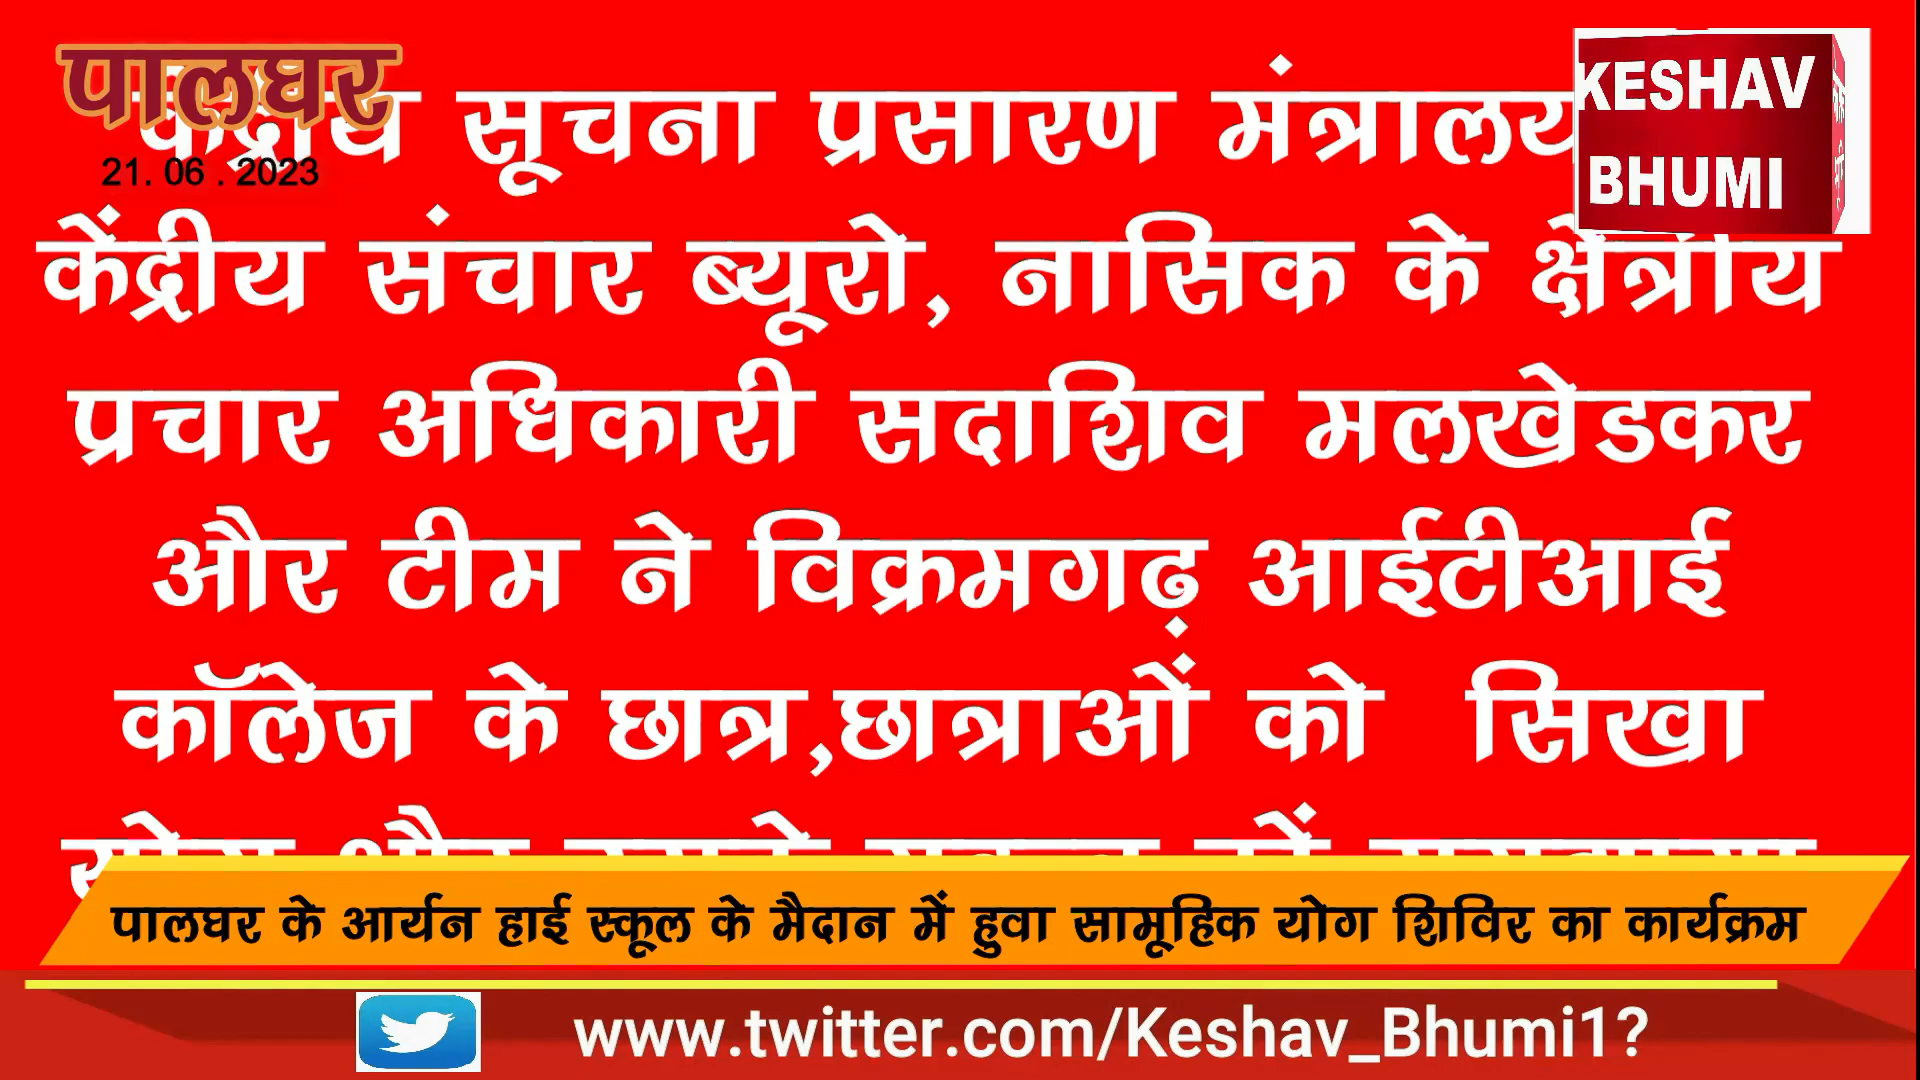 पालघर
21. 06 . 2023
KESHAV
BHUMI
केंद्रीय सूचना प्रसारण मंत्रालय
केंद्रीय संचार ब्यूरो, नासिक के क्षेत्रीय
प्रचार अधिकारी सदाशिव मलखेडकर
और टीम ने विक्रमगढ़ आईटीआई
कॉलेज के छात्र,छात्राओं को सिखा
पालघर के आर्यन हाई स्कूल के मैदान में हुवा सामूहिक योग शिविर का कार्यक्रम
www.twitter.com/Keshav_Bhumi1?